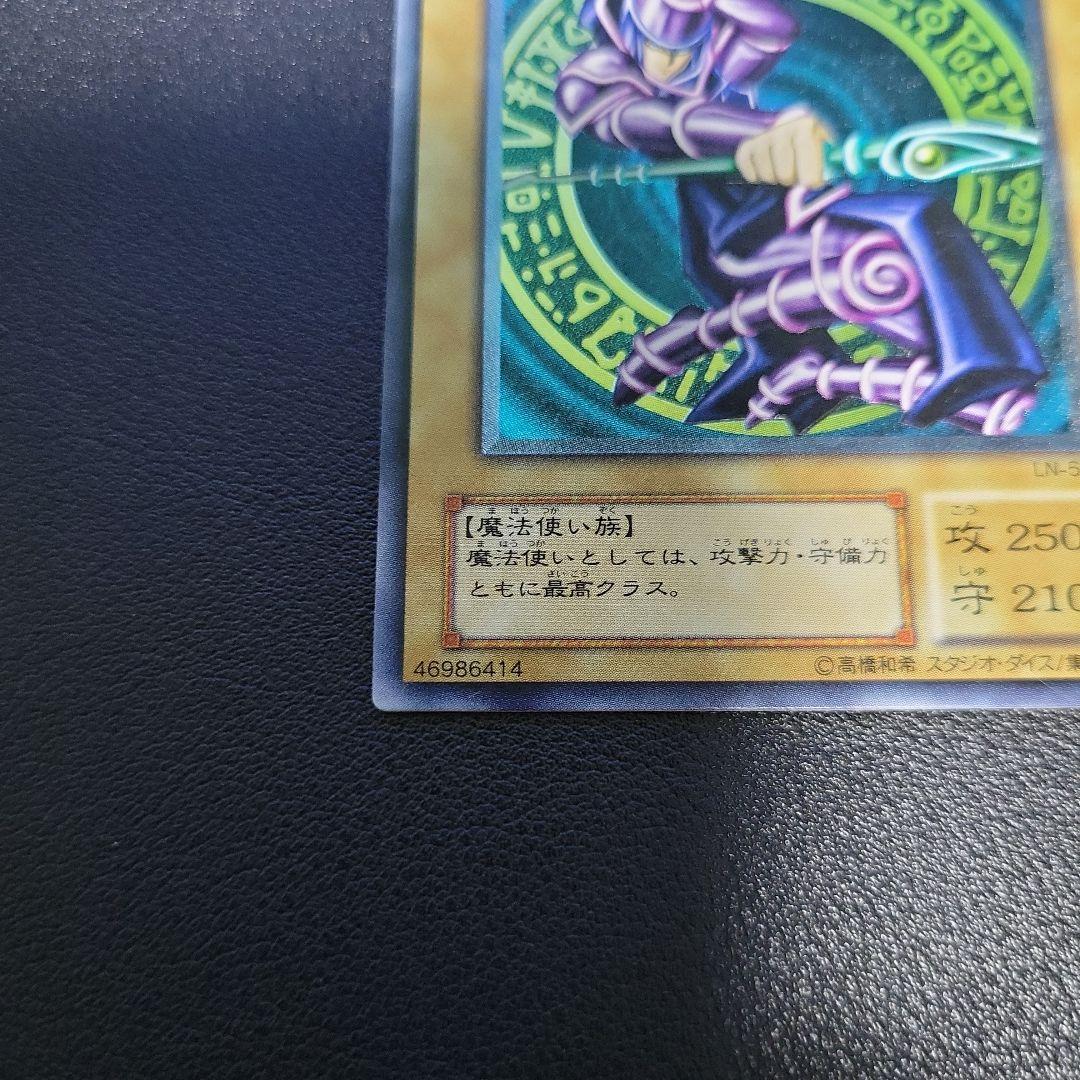 LN-5
【魔法使い族】
魔法使いとしては、攻撃力・守備力
ともに最高クラス。
攻 250
守 210
46986414
©高橋和希 スタジオ・ダイス/集